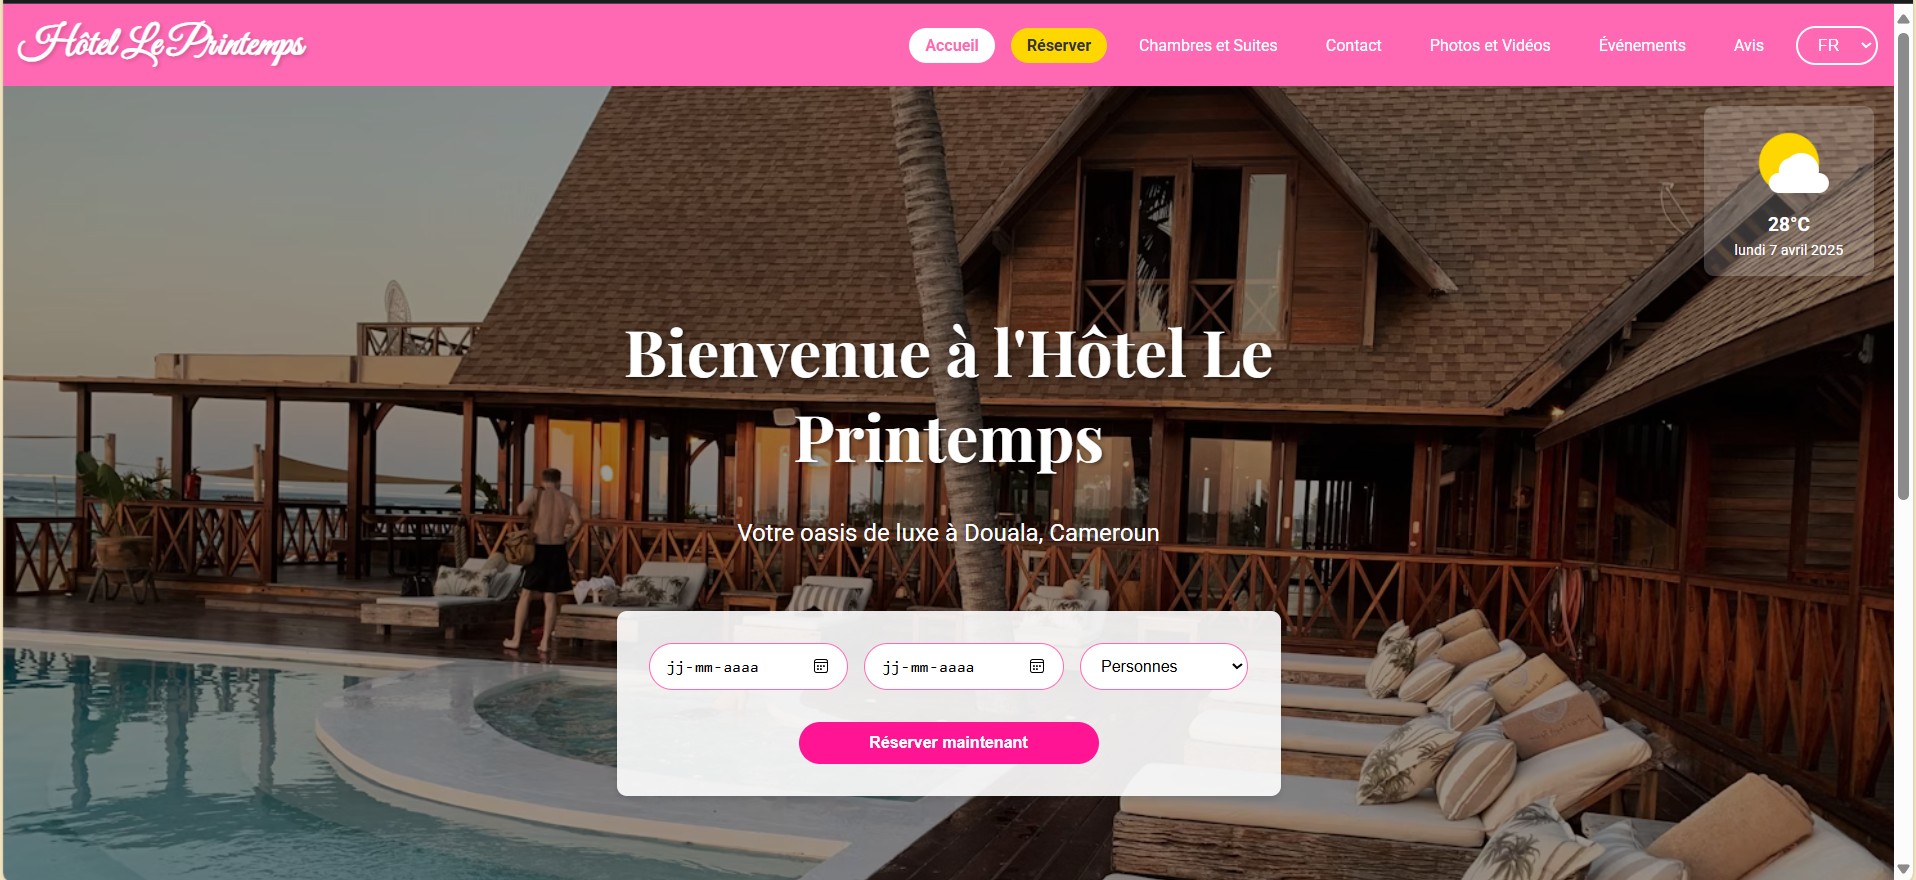 Hôtel Le Printemps
Accueil
Réserver
Chambres et Suites
Contact
Photos et Vidéos
Événements
Avis
FR
28°C
lundi 7 avril 2025
Bienvenue à l'Hôtel Le
Printemps
Votre oasis de luxe à Douala, Cameroun
jj-mm-aaaa
jj-mm-aaaa
Personnes
Réserver maintenant